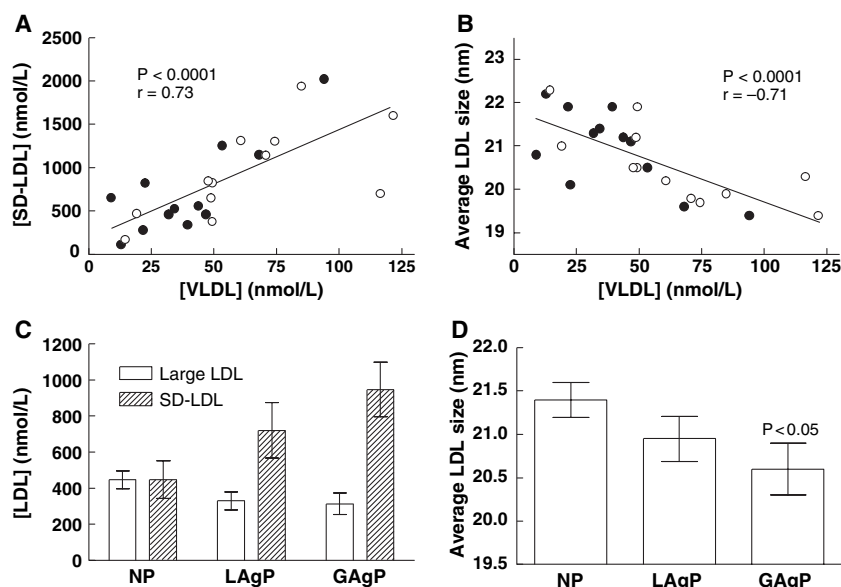 A
[SD-LDL] (nmol/L)
2500
2000
1500
1000
500
0
P < 0.0001
r = 0.73
0 25 50 75 100 125
[VLDL] (nmol/L)
B
Average LDL size (nm)
23
22
21
20
19
P < 0.0001
r = –0.71
0 25 50 75 100 125
[VLDL] (nmol/L)
C
[LDL] (nmol/L)
1200
1000
800
600
400
200
0
Large LDL
SD-LDL
NP LAgP GAgP
D
Average LDL size (nm)
22.0
21.5
21.0
20.5
20.0
19.5
P < 0.05
NP LAgP GAgP